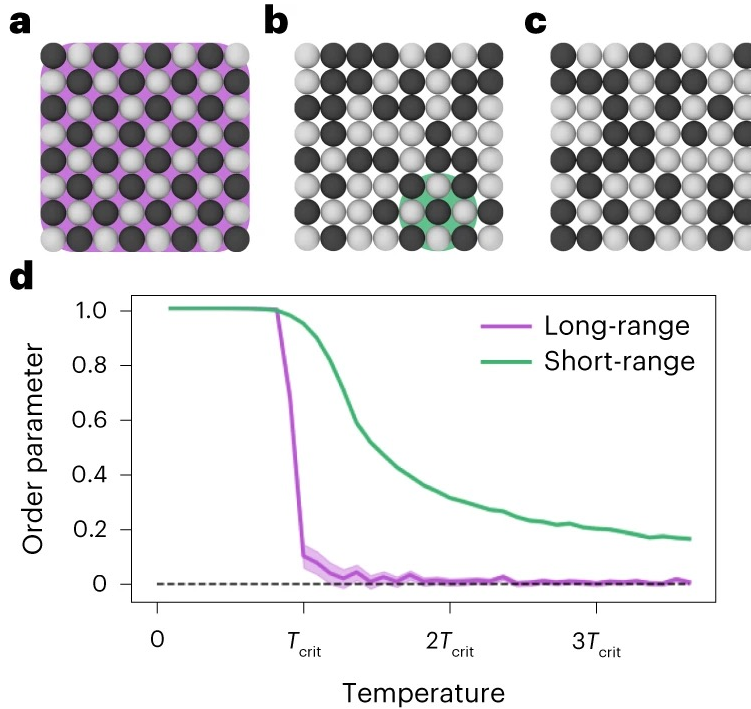 a
b
c
d
Order parameter
1.0
0.8
0.6
0.4
0.2
0
Long-range
Short-range
0
Tcrit
2Tcrit
3Tcrit
Temperature